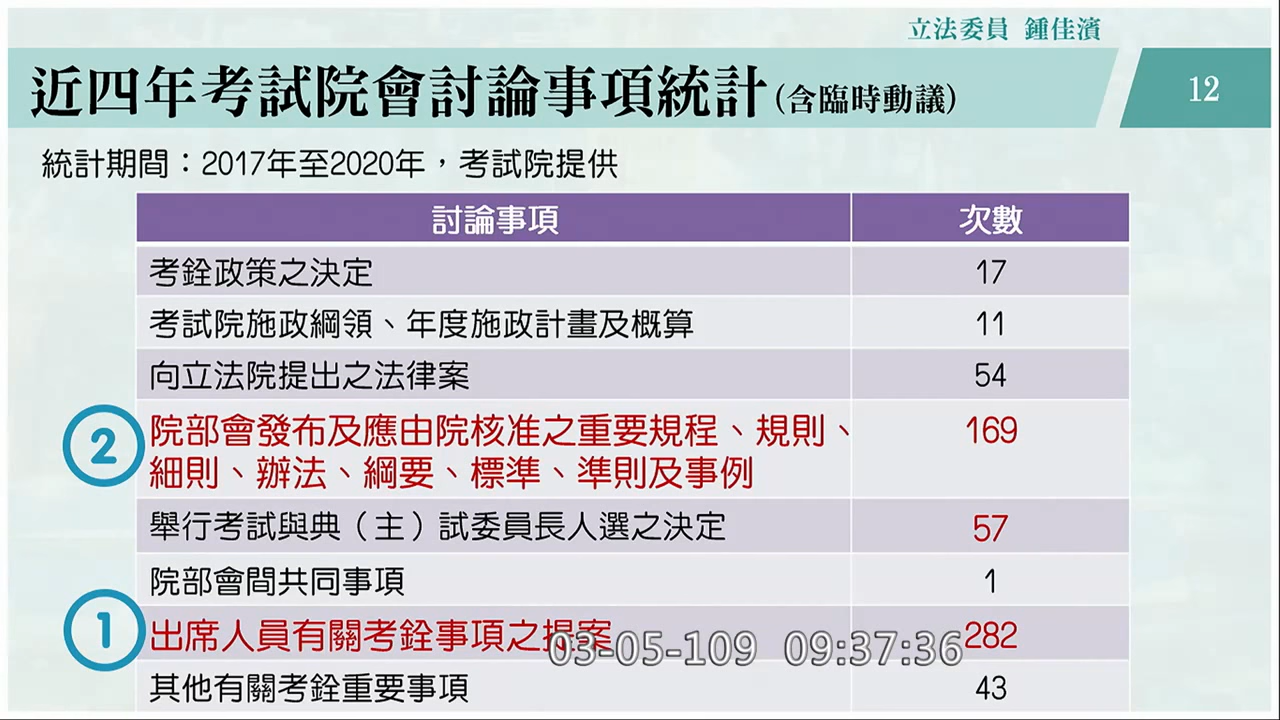 立法委員 鍾佳濱
近四年考試院會討論事項統計(含臨時動議)
12
統計期間：2017年至2020年，考試院提供
討論事項 次數
考銓政策之決定 17
考試院施政綱領、年度施政計畫及概算 11
向立法院提出之法律案 54
② 院部會發布及應由院核准之重要規程、規則、 169
細則、辦法、綱要、標準、準則及事例
舉行考試與典（主）試委員長人選之決定 57
院部會間共同事項 1
① 出席人員有關考銓事項之提案 282
03-05-109 09:37:36
其他有關考銓重要事項 43